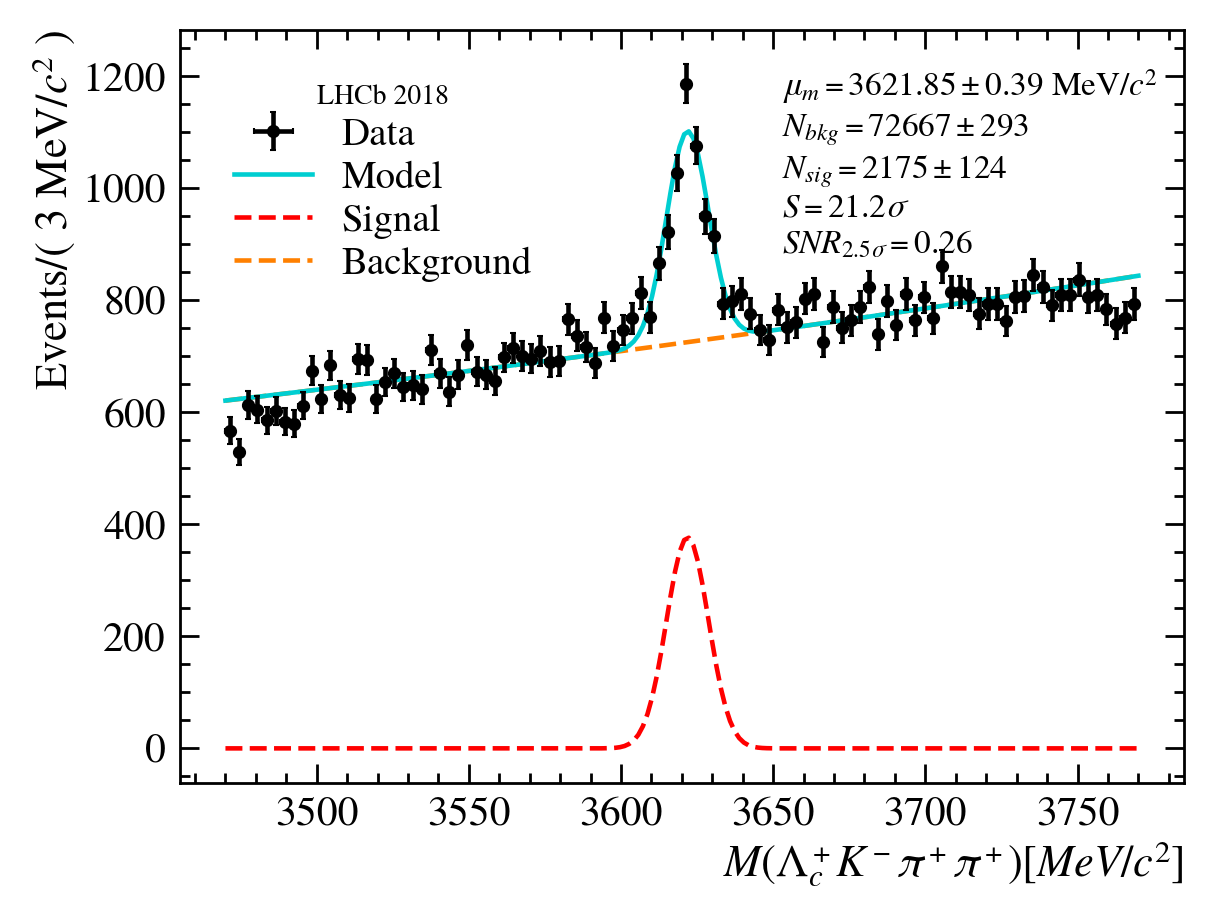 Events/( 3 MeV/c² )
1200
1000
800
600
400
200
0
LHCb 2018
Data
Model
Signal
Background
μₘ = 3621.85 ± 0.39 MeV/c²
N_bkg = 72667 ± 293
N_sig = 2175 ± 124
S = 21.2σ
SNR_2.5σ = 0.26
3500 3550 3600 3650 3700 3750
M(Λ_c⁺K⁻π⁺π⁺)[MeV/c²]